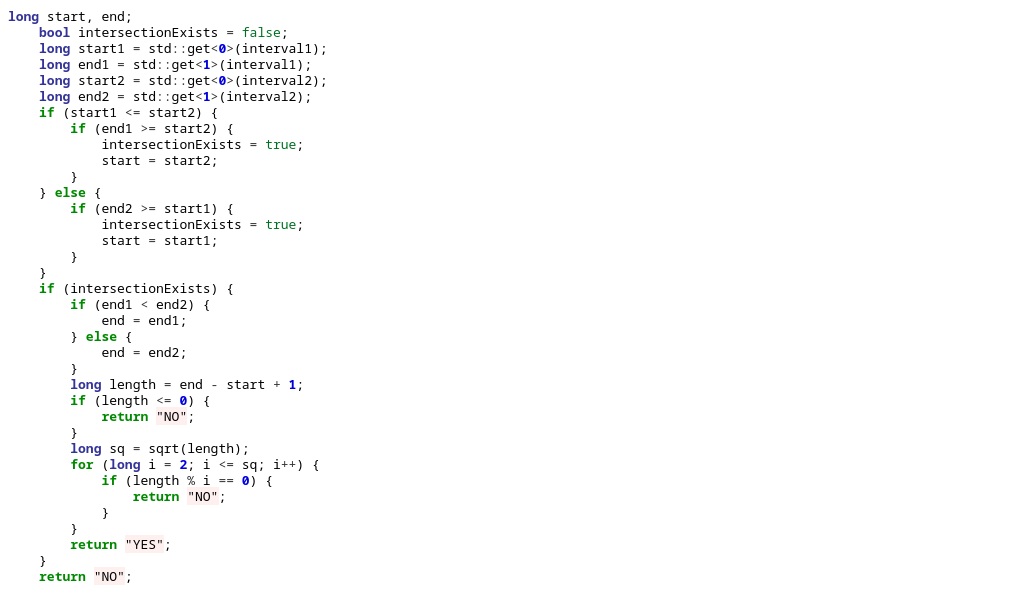 long start, end;
    bool intersectionExists = false;
    long start1 = std::get<0>(interval1);
    long end1 = std::get<1>(interval1);
    long start2 = std::get<0>(interval2);
    long end2 = std::get<1>(interval2);
    if (start1 <= start2) {
        if (end1 >= start2) {
            intersectionExists = true;
            start = start2;
        }
    } else {
        if (end2 >= start1) {
            intersectionExists = true;
            start = start1;
        }
    }
    if (intersectionExists) {
        if (end1 < end2) {
            end = end1;
        } else {
            end = end2;
        }
        long length = end - start + 1;
        if (length <= 0) {
            return "NO";
        }
        long sq = sqrt(length);
        for (long i = 2; i <= sq; i++) {
            if (length % i == 0) {
                return "NO";
            }
        }
        return "YES";
    }
    return "NO";